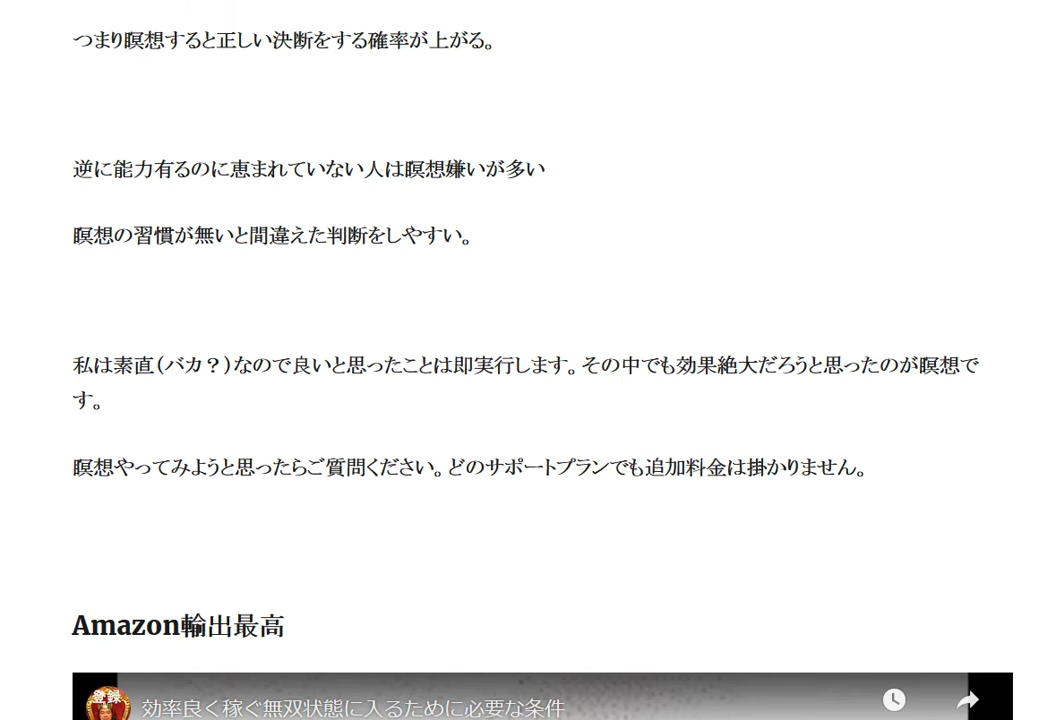 つまり瞑想すると正しい決断をする確率が上がる。
逆に能力有るのに恵まれていない人は瞑想嫌いが多い
瞑想の習慣が無いと間違えた判断をしやすい。
私は素直(バカ？)なので良いと思ったことは即実行します。その中でも効果絶大だろうと思ったのが瞑想で
す。
瞑想やってみようと思ったらご質問ください。どのサポートプランでも追加料金は掛かりません。
Amazon輸出最高
登録
効率良く稼ぐ無双状態に入るために必要な条件